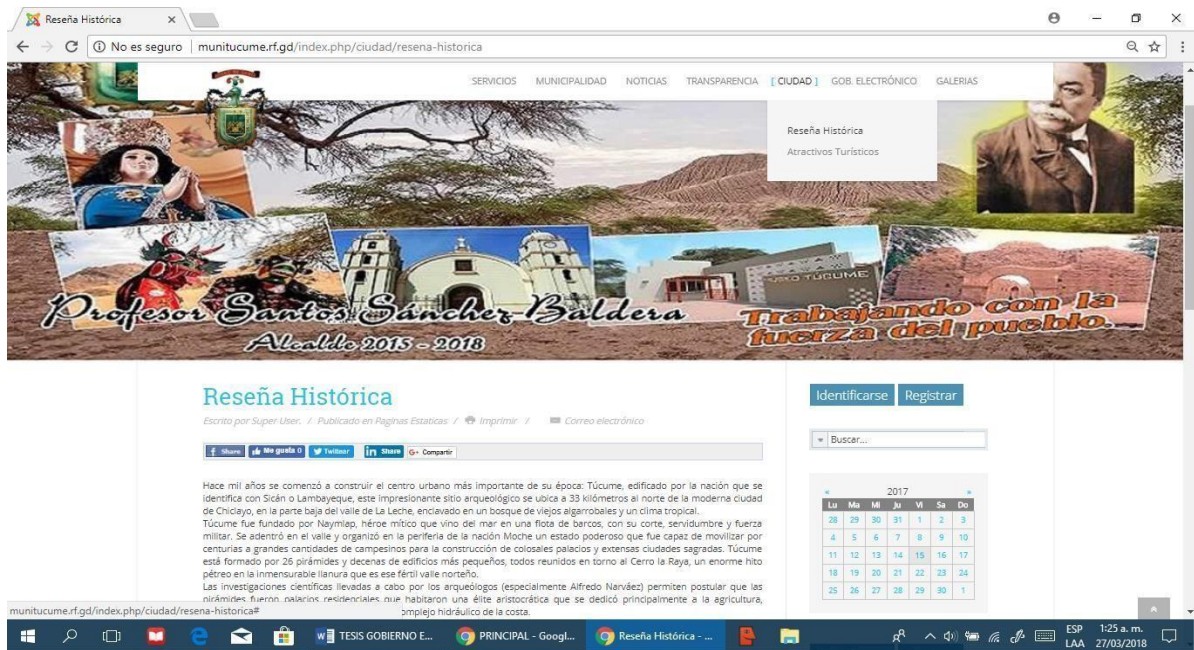 Reseña Histórica
No es seguro | munitucume.rf.gd/index.php/ciudad/resena-historica
SERVICIOS MUNICIPALIDAD NOTICIAS TRANSPARENCIA [ CIUDAD ] GOB. ELECTRÓNICO GALERIAS
Reseña Histórica
Atractivos Turísticos
MUSEO TÚCUME
Profesor Santos Sánchez Baldera
Alcalde 2015 - 2018
Trabajando con la
fuerza del pueblo.
Reseña Histórica
Escrito por Super User. / Publicado en Paginas Estaticas / Imprimir / Correo electrónico
Share Me gusta 0 Twittear Share G+ Compartir
Hace mil años se comenzó a construir el centro urbano más importante de su época: Túcume, edificado por la nación que se
identifica con Sicán o Lambayeque, este impresionante sitio arqueológico se ubica a 33 kilómetros al norte de la moderna ciudad
de Chiclayo, en la parte baja del valle de La Leche, enclavado en un bosque de viejos algarrobales y un clima tropical.
Túcume fue fundado por Naymlap, héroe mítico que vino del mar en una flota de barcos, con su corte, servidumbre y fuerza
militar. Se adentró en el valle y organizó en la periferia de la nación Moche un estado poderoso que fue capaz de movilizar por
centurias a grandes cantidades de campesinos para la construcción de colosales palacios y extensas ciudades sagradas. Túcume
está formado por 26 pirámides y decenas de edificios más pequeños, todos reunidos en torno al Cerro la Raya, un enorme hito
pétreo en la inmensurable llanura que es ese fértil valle norteño.
Las investigaciones científicas llevadas a cabo por los arqueólogos (especialmente Alfredo Narváez) permiten postular que las
pirámides fueron palacios residenciales que habitaron una élite aristocrática que se dedicó principalmente a la agricultura,
omplejo hidráulico de la costa.
Identificarse Registrar
Buscar...
« 2017 »
Lu Ma Mi Ju Vi Sa Do
28 29 30 31 1 2 3
4 5 6 7 8 9 10
11 12 13 14 15 16 17
18 19 20 21 22 23 24
25 26 27 28 29 30 1
munitucume.rf.gd/index.php/ciudad/resena-historica#
TESIS GOBIERNO E... PRINCIPAL - Googl... Reseña Histórica - ...
ESP 1:25 a. m.
LAA 27/03/2018